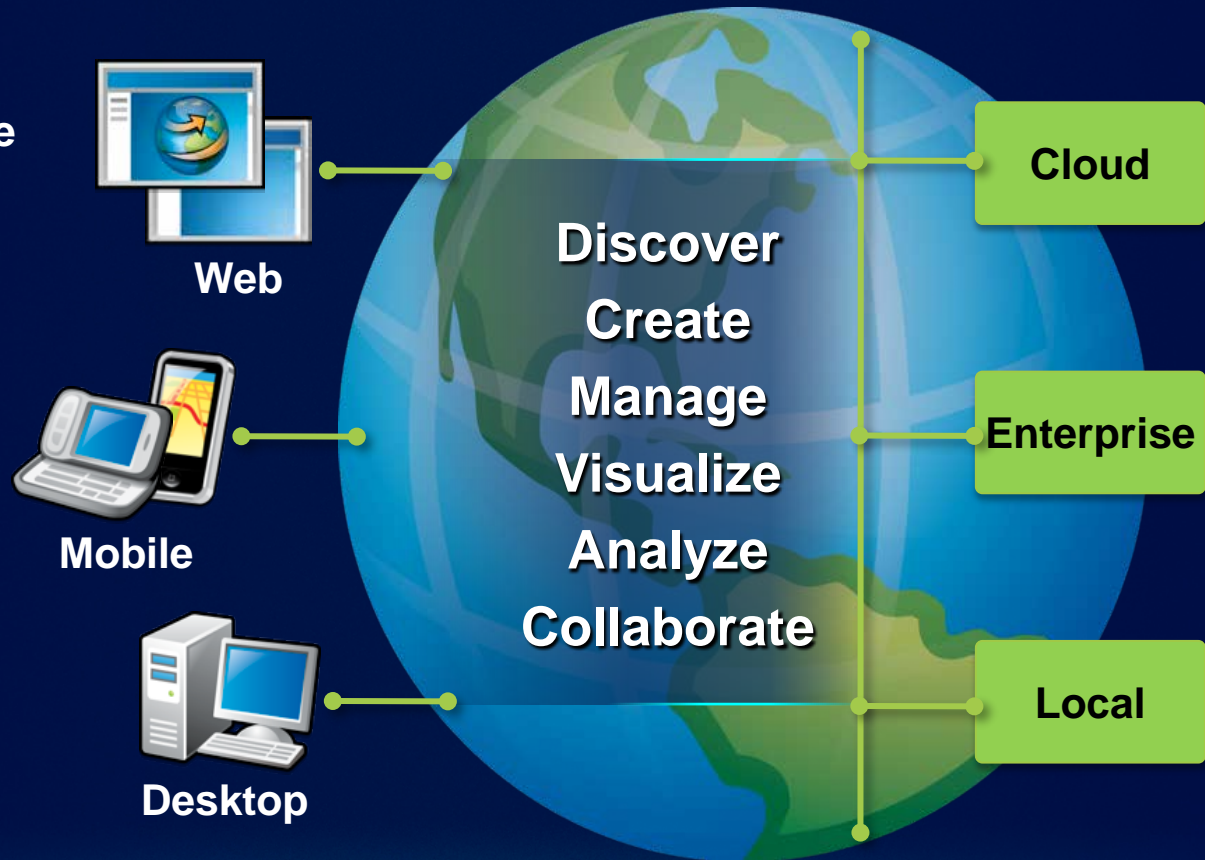 e
Web
Mobile
Desktop
Discover
Create
Manage
Visualize
Analyze
Collaborate
Cloud
Enterprise
Local